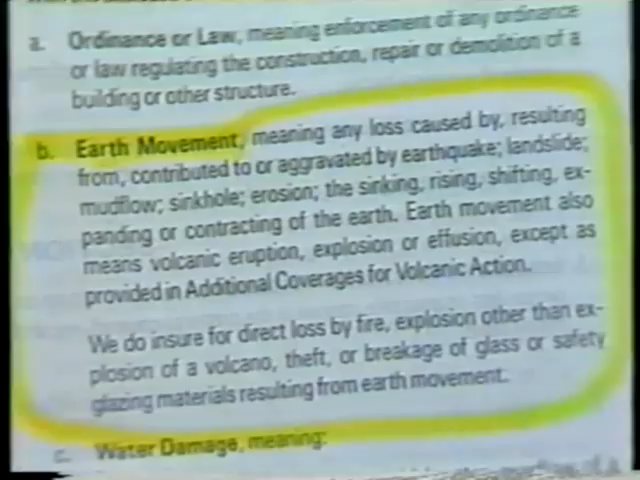 a. Ordinance or Law, meaning enforcement of any ordinance
or law regulating the construction, repair or demolition of a
building or other structure.
b. Earth Movement, meaning any loss caused by, resulting
from, contributed to or aggravated by earthquake; landslide;
mudflow; sinkhole; erosion; the sinking, rising, shifting, ex-
panding or contracting of the earth. Earth movement also
means volcanic eruption, explosion or effusion, except as
provided in Additional Coverages for Volcanic Action.
We do insure for direct loss by fire, explosion other than ex-
plosion of a volcano, theft, or breakage of glass or safety
glazing materials resulting from earth movement.
c. Water Damage, meaning: